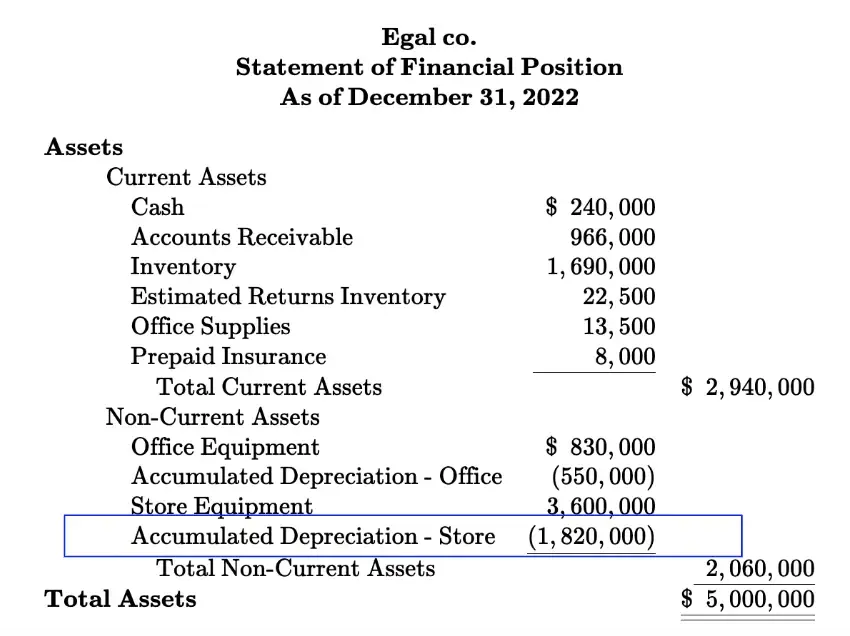 Egal co.
Statement of Financial Position
As of December 31, 2022
Assets
Current Assets
Cash $ 240,000
Accounts Receivable 966,000
Inventory 1,690,000
Estimated Returns Inventory 22,500
Office Supplies 13,500
Prepaid Insurance 8,000
Total Current Assets $ 2,940,000
Non-Current Assets
Office Equipment $ 830,000
Accumulated Depreciation - Office (550,000)
Store Equipment 3,600,000
Accumulated Depreciation - Store (1,820,000)
Total Non-Current Assets 2,060,000
Total Assets $ 5,000,000